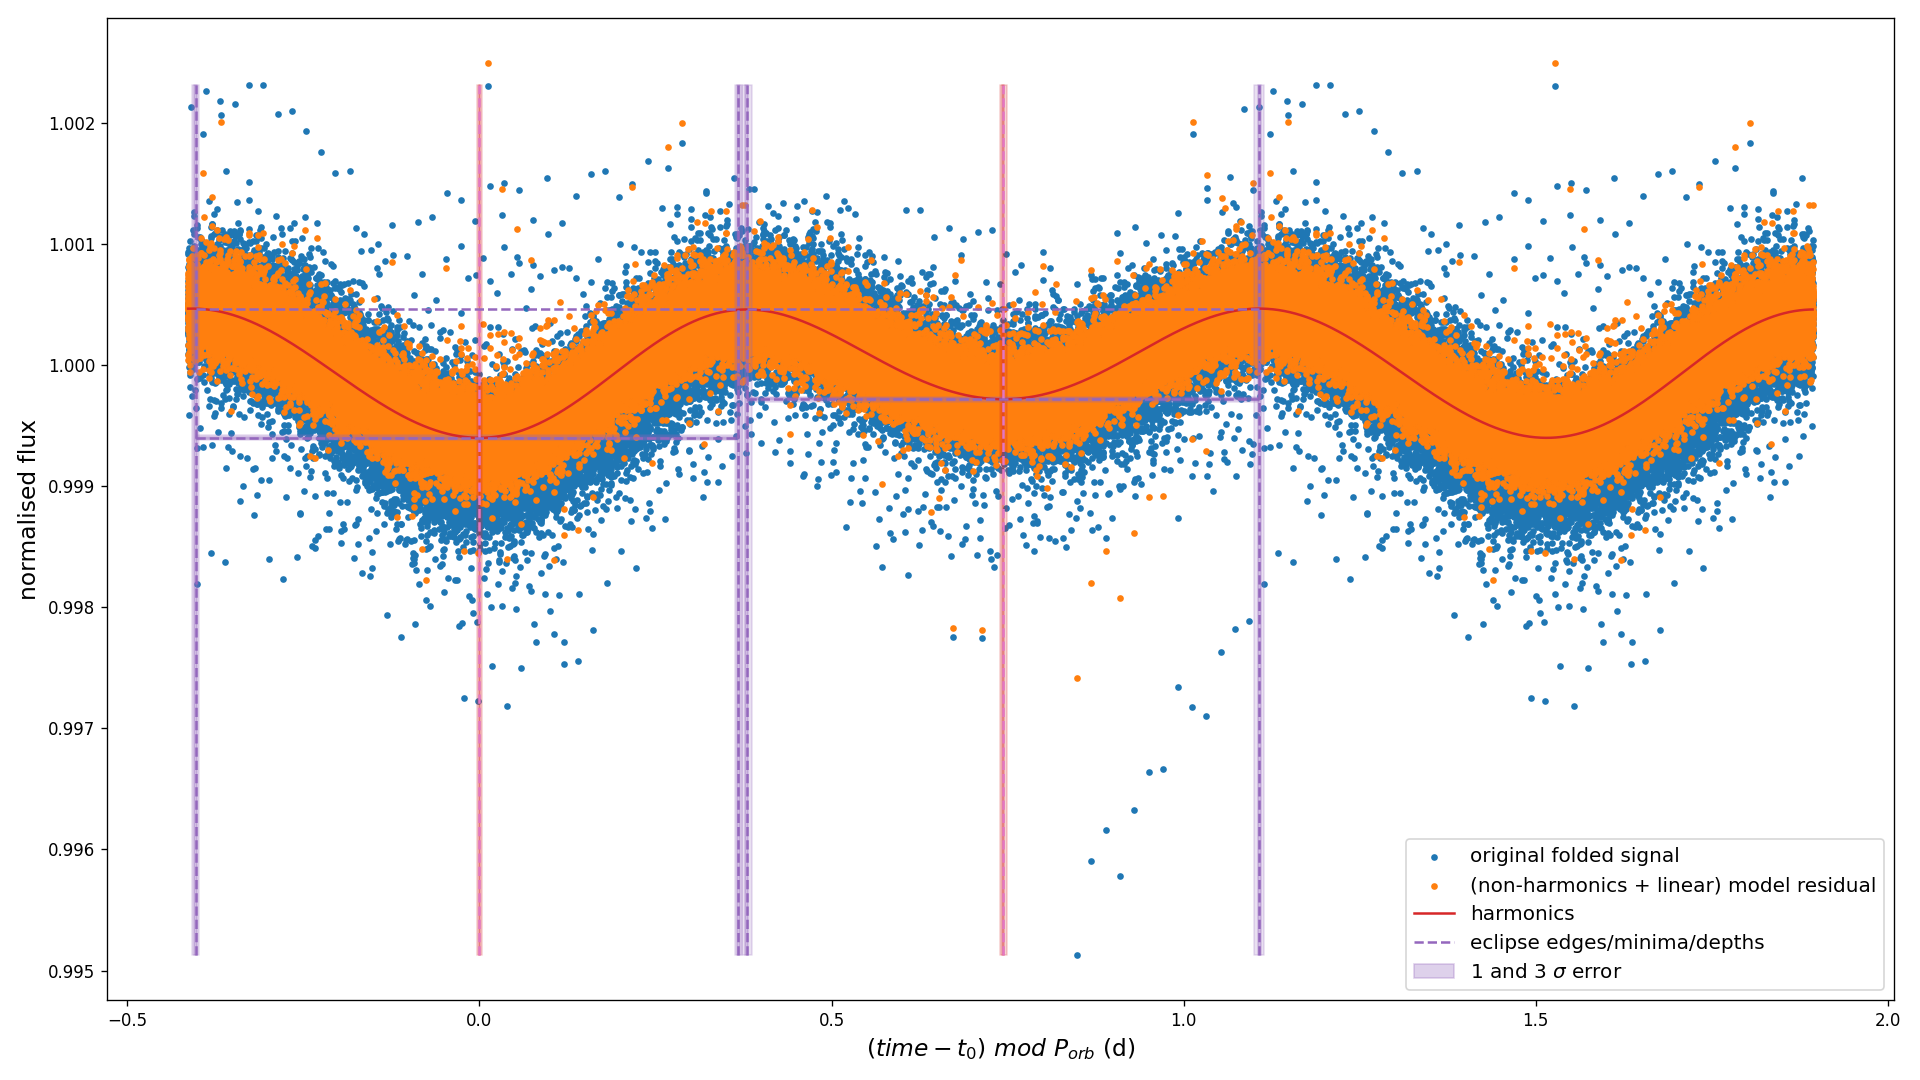 normalised flux
1.002
1.001
1.000
0.999
0.998
0.997
0.996
0.995
−0.5
0.0
0.5
1.0
1.5
2.0
(time − t₀) mod P_orb (d)
original folded signal
(non-harmonics + linear) model residual
harmonics
eclipse edges/minima/depths
1 and 3 σ error